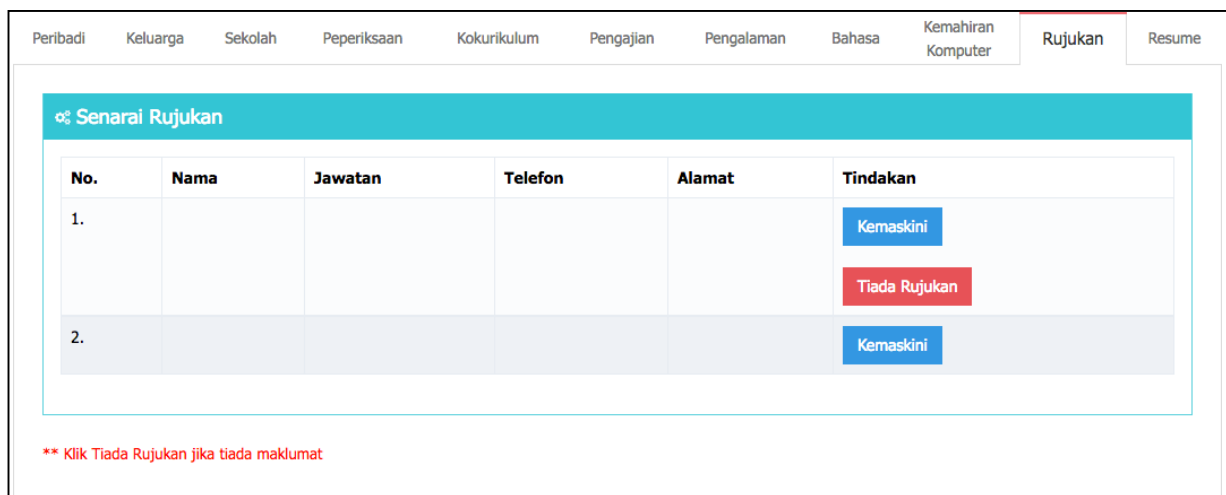 Peribadi Keluarga Sekolah Peperiksaan Kokurikulum Pengajian Pengalaman Bahasa Kemahiran Komputer Rujukan Resume
Senarai Rujukan
No. Nama Jawatan Telefon Alamat Tindakan
1. Kemaskini
Tiada Rujukan
2. Kemaskini
** Klik Tiada Rujukan jika tiada maklumat